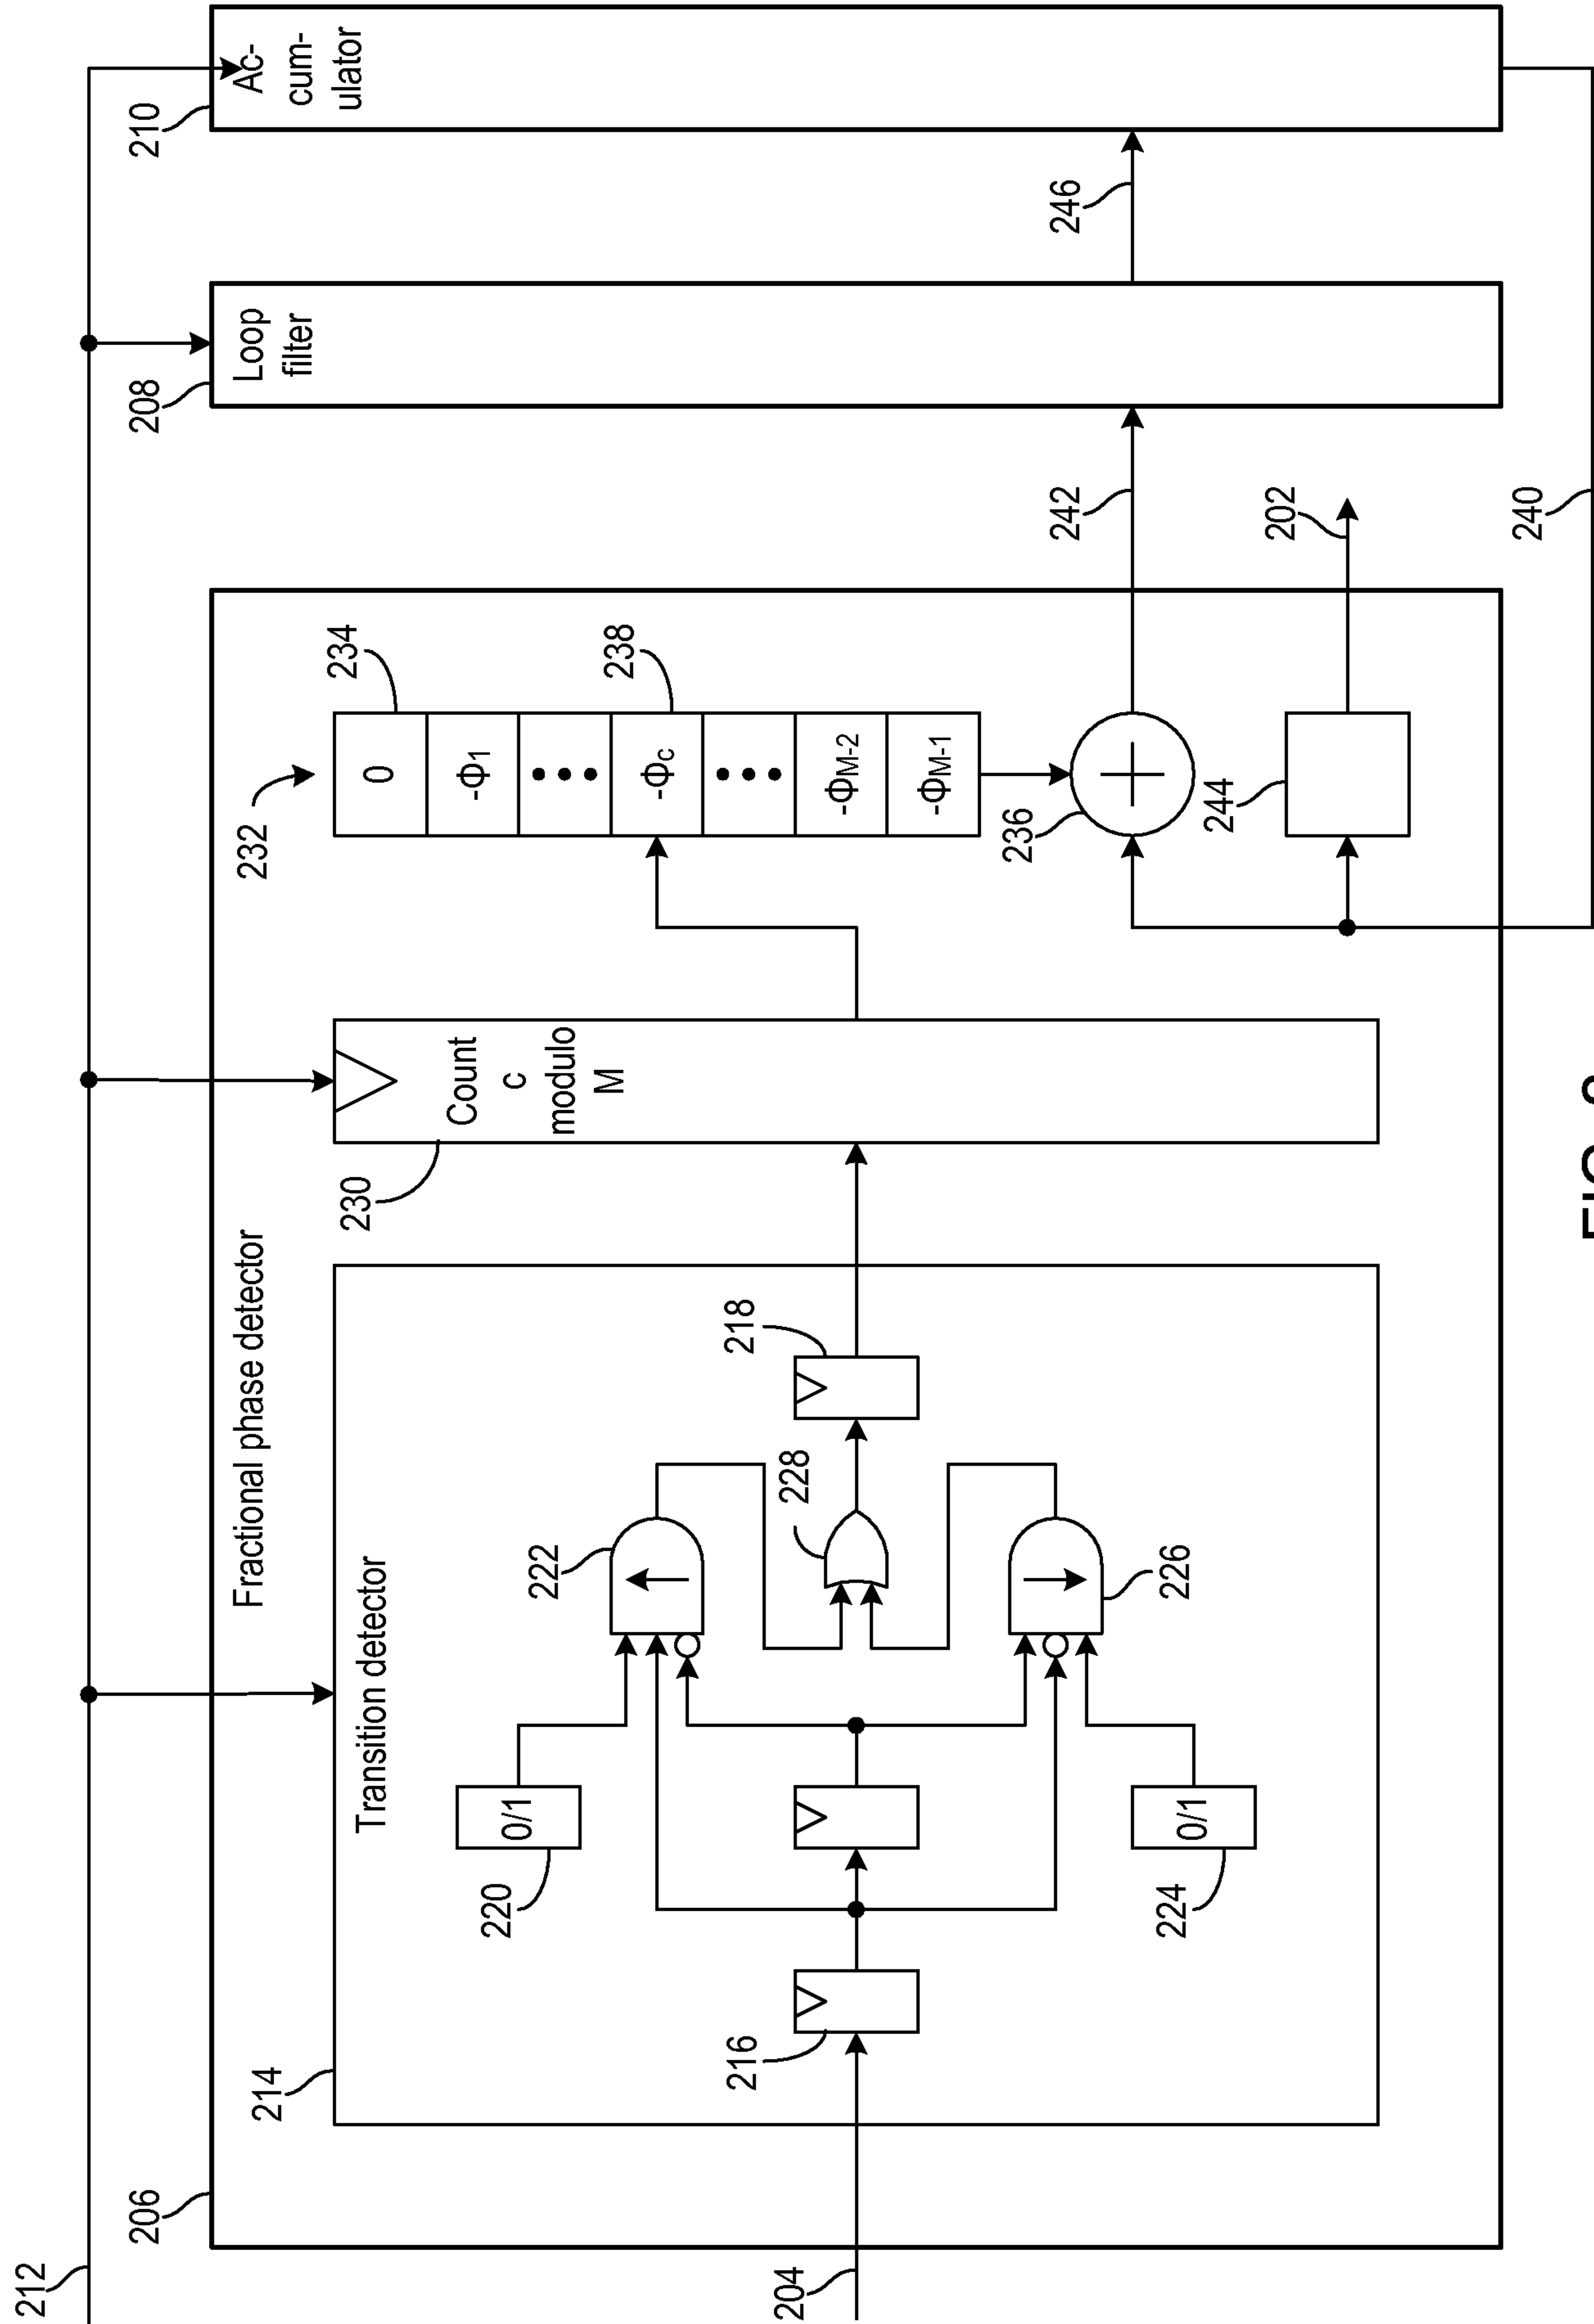 212
206
Fractional phase detector
214
Transition detector
204
216
220
0/1
224
0/1
222
226
228
218
230
Count
c
modulo
M
232
234
0
-Φ1
-Φc
238
-ΦM-2
-ΦM-1
236
244
242
202
240
208
Loop
filter
246
210
Ac-
cum-
ulator